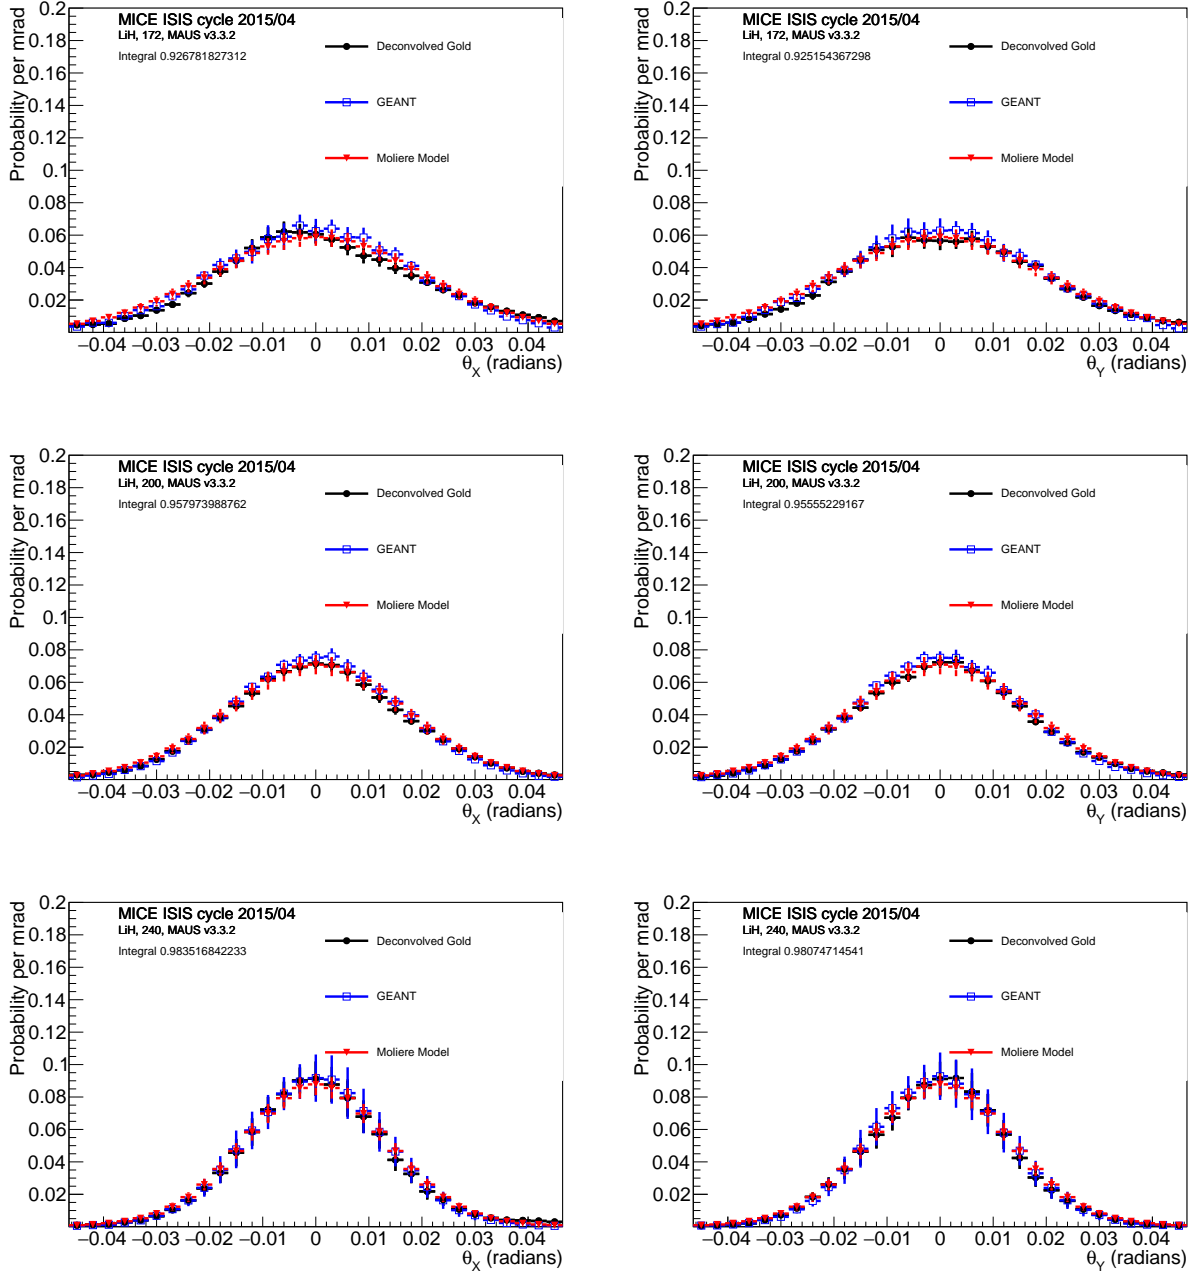 MICE ISIS cycle 2015/04
LiH, 172, MAUS v3.3.2
Integral 0.926781827312
Deconvolved Gold
GEANT
Moliere Model
Probability per mrad
0.2
0.18
0.16
0.14
0.12
0.1
0.08
0.06
0.04
0.02
−0.04 −0.03 −0.02 −0.01 0 0.01 0.02 0.03 0.04
θX (radians)
MICE ISIS cycle 2015/04
LiH, 172, MAUS v3.3.2
Integral 0.925154367298
Deconvolved Gold
GEANT
Moliere Model
Probability per mrad
0.2
0.18
0.16
0.14
0.12
0.1
0.08
0.06
0.04
0.02
−0.04 −0.03 −0.02 −0.01 0 0.01 0.02 0.03 0.04
θY (radians)
MICE ISIS cycle 2015/04
LiH, 200, MAUS v3.3.2
Integral 0.957973988762
Deconvolved Gold
GEANT
Moliere Model
Probability per mrad
0.2
0.18
0.16
0.14
0.12
0.1
0.08
0.06
0.04
0.02
−0.04 −0.03 −0.02 −0.01 0 0.01 0.02 0.03 0.04
θX (radians)
MICE ISIS cycle 2015/04
LiH, 200, MAUS v3.3.2
Integral 0.95555229167
Deconvolved Gold
GEANT
Moliere Model
Probability per mrad
0.2
0.18
0.16
0.14
0.12
0.1
0.08
0.06
0.04
0.02
−0.04 −0.03 −0.02 −0.01 0 0.01 0.02 0.03 0.04
θY (radians)
MICE ISIS cycle 2015/04
LiH, 240, MAUS v3.3.2
Integral 0.983516842233
Deconvolved Gold
GEANT
Moliere Model
Probability per mrad
0.2
0.18
0.16
0.14
0.12
0.1
0.08
0.06
0.04
0.02
−0.04 −0.03 −0.02 −0.01 0 0.01 0.02 0.03 0.04
θX (radians)
MICE ISIS cycle 2015/04
LiH, 240, MAUS v3.3.2
Integral 0.98074714541
Deconvolved Gold
GEANT
Moliere Model
Probability per mrad
0.2
0.18
0.16
0.14
0.12
0.1
0.08
0.06
0.04
0.02
−0.04 −0.03 −0.02 −0.01 0 0.01 0.02 0.03 0.04
θY (radians)